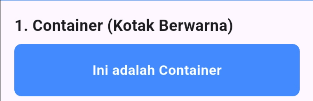 1. Container (Kotak Berwarna)
Ini adalah Container